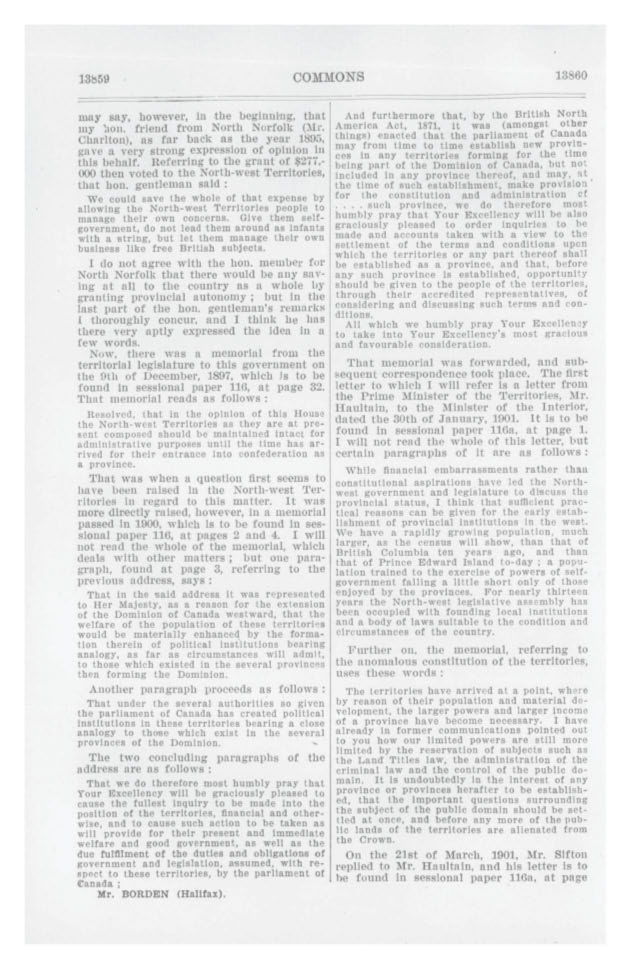 13859
COMMONS
13860
may say, however, in the beginning, that
my hon. friend from North Norfolk (Mr.
Charlton), as far back as the year 1895,
gave a very strong expression of opinion in
this behalf. Referring to the grant of $277,-
000 then voted to the North-west Territories,
that hon. gentleman said :
We could save the whole of that expense by
allowing the North-west Territories people to
manage their own concerns. Give them self-
government, do not lead them around as infants
with a string, but let them manage their own
business like free British subjects.
I do not agree with the hon. member for
North Norfolk that there would be any sav-
ing at all to the country as a whole by
granting provincial autonomy ; but in the
last part of the hon. gentleman's remarks
I thoroughly concur, and I think he has
there very aptly expressed the idea in a
few words.
Now, there was a memorial from the
territorial legislature to this government on
the 9th of December, 1897, which is to be
found in sessional paper 116, at page 32.
That memorial reads as follows :
Resolved, that in the opinion of this House
the North-west Territories as they are at pre-
sent composed should be maintained intact for
administrative purposes until the time has ar-
rived for their entrance into confederation as
a province.
That was when a question first seems to
have been raised in the North-west Ter-
ritories in regard to this matter. It was
more directly raised, however, in a memorial
passed in 1900, which is to be found in ses-
sional paper 116, at pages 2 and 4. I will
not read the whole of the memorial, which
deals with other matters ; but one para-
graph, found at page 3, referring to the
previous address, says :
That in the said address it was represented
to Her Majesty, as a reason for the extension
of the Dominion of Canada westward, that the
welfare of the population of these territories
would be materially enhanced by the forma-
tion therein of political institutions bearing
analogy, as far as circumstances will admit,
to those which existed in the several provinces
then forming the Dominion.
Another paragraph proceeds as follows :
That under the several authorities so given
the parliament of Canada has created political
institutions in these territories bearing a close
analogy to those which exist in the several
provinces of the Dominion.
The two concluding paragraphs of the
address are as follows :
That we do therefore most humbly pray that
Your Excellency will be graciously pleased to
cause the fullest inquiry to be made into the
position of the territories, financial and other-
wise, and to cause such action to be taken as
will provide for their present and immediate
welfare and good government, as well as the
due fulfilment of the duties and obligations of
government and legislation, assumed, with re-
spect to these territories, by the parliament of
Canada ;
Mr. BORDEN (Halifax).
And furthermore that, by the British North
America Act, 1871, it was (amongst other
things) enacted that the parliament of Canada
may from time to time establish new provin-
ces in any territories forming for the time
being part of the Dominion of Canada, but not
included in any province thereof, and may, at
the time of such establishment, make provision
for the constitution and administration of
. . . . . such province, we do therefore most
humbly pray that Your Excellency will be also
graciously pleased to order inquiries to be
made and accounts taken with a view to the
settlement of the terms and conditions upon
which the territories or any part thereof shall
be established as a province, and that, before
any such province is established, opportunity
should be given to the people of the territories,
through their accredited representatives, of
considering and discussing such terms and con-
ditions.
All which we humbly pray Your Excellency
to take into Your Excellency's most gracious
and favourable consideration.
That memorial was forwarded, and sub-
sequent correspondence took place. The first
letter to which I will refer is a letter from
the Prime Minister of the Territories, Mr.
Haultain, to the Minister of the Interior,
dated the 30th of January, 1901. It is to be
found in sessional paper 116a, at page 1.
I will not read the whole of this letter, but
certain paragraphs of it are as follows :
While financial embarrassments rather than
constitutional aspirations have led the North-
west government and legislature to discuss the
provincial status, I think that sufficient prac-
tical reasons can be given for the early estab-
lishment of provincial institutions in the west.
We have a rapidly growing population, much
larger, as the census will show, than that of
British Columbia ten years ago, and than
that of Prince Edward Island to-day ; a popu-
lation trained to the exercise of powers of self-
government falling a little short only of those
enjoyed by the provinces. For nearly thirteen
years the North-west legislative assembly has
been occupied with founding local institutions
and a body of laws suitable to the condition and
circumstances of the country.
Further on, the memorial, referring to
the anomalous constitution of the territories,
uses these words :
The territories have arrived at a point, where
by reason of their population and material de-
velopment, the larger powers and larger income
of a province have become necessary. I have
already in former communications pointed out
to you how our limited powers are still more
limited by the reservation of subjects such as
the Land Titles law, the administration of the
criminal law and the control of the public do-
main. It is undoubtedly in the interest of any
province or provinces herafter to be establish-
ed, that the important questions surrounding
the subject of the public domain should be set-
tled at once, and before any more of the pub-
lic lands of the territories are alienated from
the Crown.
On the 21st of March, 1901, Mr. Sifton
replied to Mr. Haultain, and his letter is to
be found in sessional paper 116a, at page